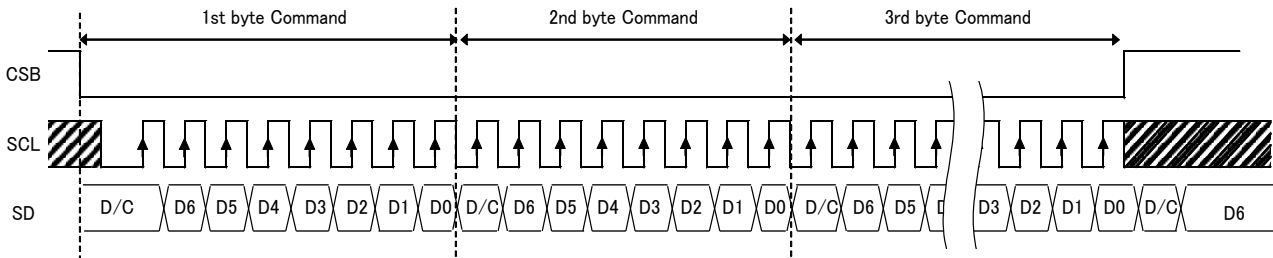 1st byte Command 2nd byte Command 3rd byte Command
CSB
SCL
SD D/C D6 D5 D4 D3 D2 D1 D0 D/C D6 D5 D4 D3 D2 D1 D0 D/C D6 D5 D3 D2 D1 D0 D/C D6